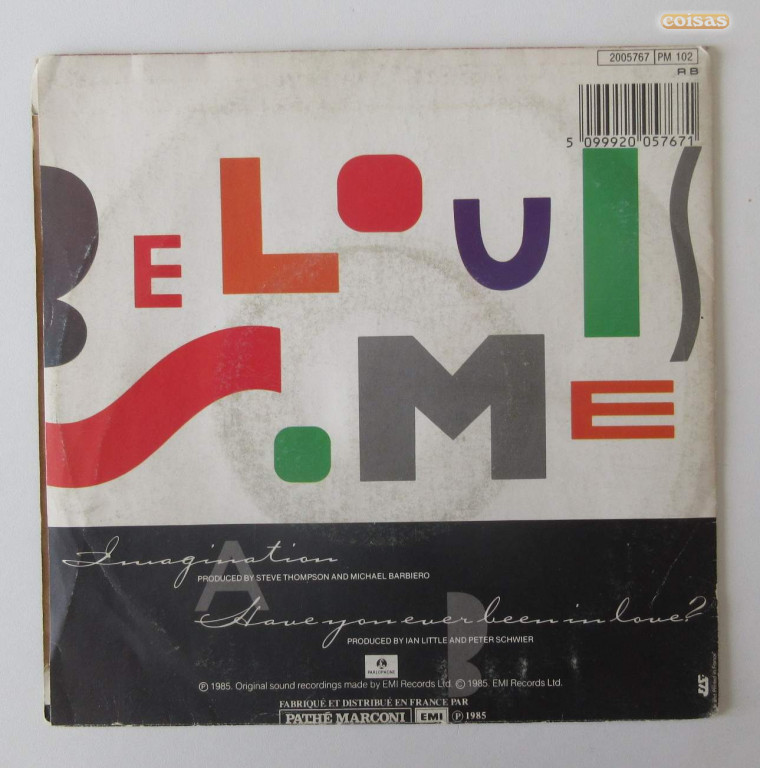 coisas
2005767 PM 102
RB
5 099920 057671
BELOUIS
SOME
A
Imagination
PRODUCED BY STEVE THOMPSON AND MICHAEL BARBIERO
B
Have you ever been in love?
PRODUCED BY IAN LITTLE AND PETER SCHWIER
PARLOPHONE
Ⓟ 1985. Original sound recordings made by EMI Records Ltd. © 1985. EMI Records Ltd.
FABRIQUÉ ET DISTRIBUÉ EN FRANCE PAR
PATHÉ MARCONI EMI Ⓟ 1985